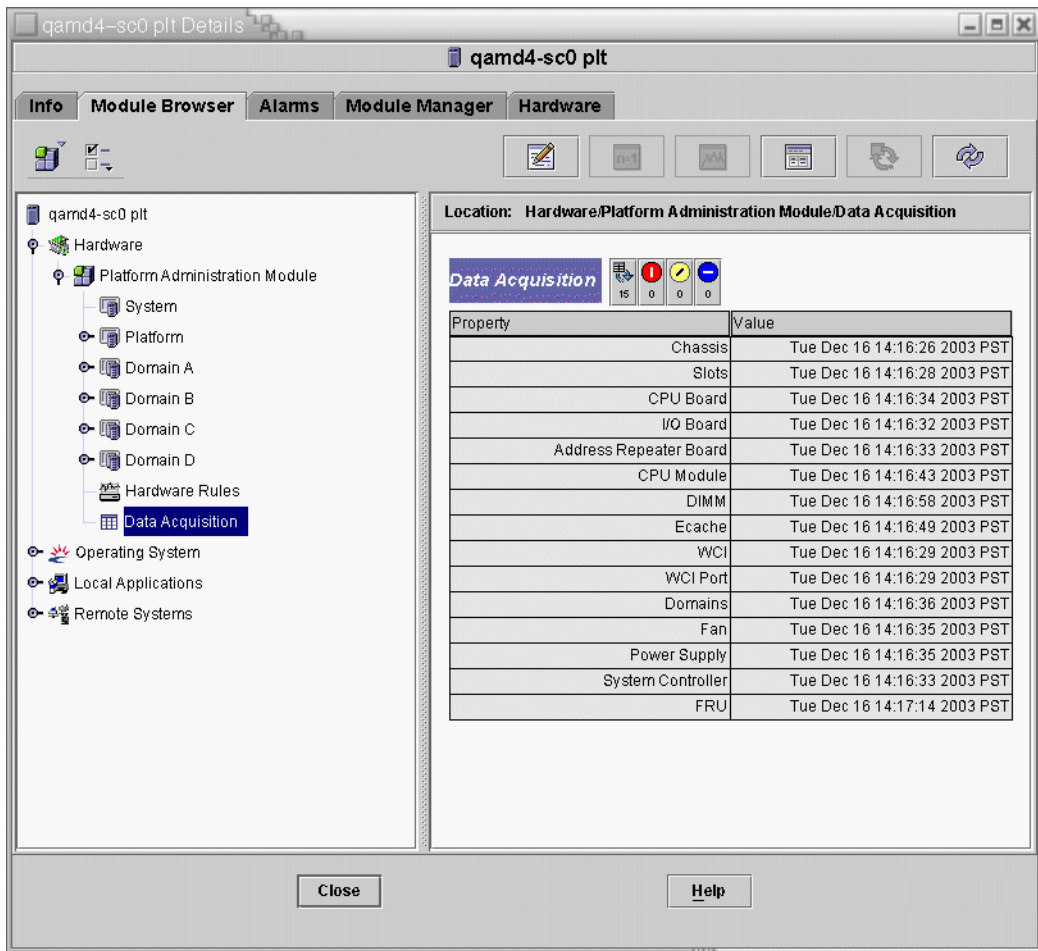 qamd4–sc0 plt Details
qamd4-sc0 plt
Info Module Browser Alarms Module Manager Hardware
n=1
qamd4-sc0 plt
Hardware
Platform Administration Module
System
Platform
Domain A
Domain B
Domain C
Domain D
Hardware Rules
Data Acquisition
Operating System
Local Applications
Remote Systems
Location: Hardware/Platform Administration Module/Data Acquisition
Data Acquisition
15 0 0 0
Property Value
Chassis Tue Dec 16 14:16:26 2003 PST
Slots Tue Dec 16 14:16:28 2003 PST
CPU Board Tue Dec 16 14:16:34 2003 PST
I/O Board Tue Dec 16 14:16:32 2003 PST
Address Repeater Board Tue Dec 16 14:16:33 2003 PST
CPU Module Tue Dec 16 14:16:43 2003 PST
DIMM Tue Dec 16 14:16:58 2003 PST
Ecache Tue Dec 16 14:16:49 2003 PST
WCI Tue Dec 16 14:16:29 2003 PST
WCI Port Tue Dec 16 14:16:29 2003 PST
Domains Tue Dec 16 14:16:36 2003 PST
Fan Tue Dec 16 14:16:35 2003 PST
Power Supply Tue Dec 16 14:16:35 2003 PST
System Controller Tue Dec 16 14:16:33 2003 PST
FRU Tue Dec 16 14:17:14 2003 PST
Close Help